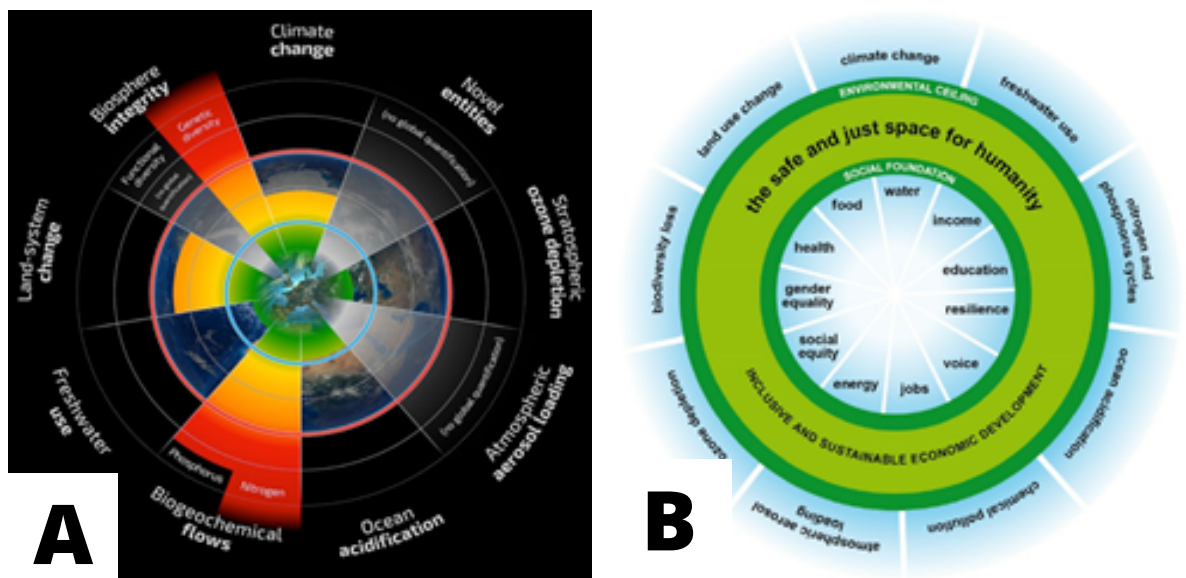 Climate
change
Novel
entities
(no global quantification)
Stratospheric
ozone depletion
Atmospheric
aerosol loading
(no global quantification)
Ocean
acidification
Biogeochemical
flows
Phosphorus
Nitrogen
Freshwater
use
Land-system
change
Biosphere
integrity
Genetic
diversity
Functional
diversity
A
climate change
freshwater use
nitrogen and
phosphorus cycles
ocean acidification
chemical pollution
atmospheric aerosol
loading
ozone depletion
biodiversity loss
land use change
ENVIRONMENTAL CEILING
the safe and just space for humanity
SOCIAL FOUNDATION
water
income
education
resilience
voice
jobs
energy
social
equity
gender
equality
health
food
INCLUSIVE AND SUSTAINABLE ECONOMIC DEVELOPMENT
B